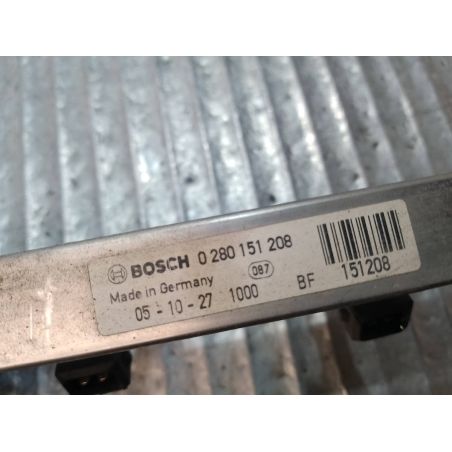 BOSCH 0 280 151 208
Made in Germany 087
05 - 10 - 27 1000 BF 151208